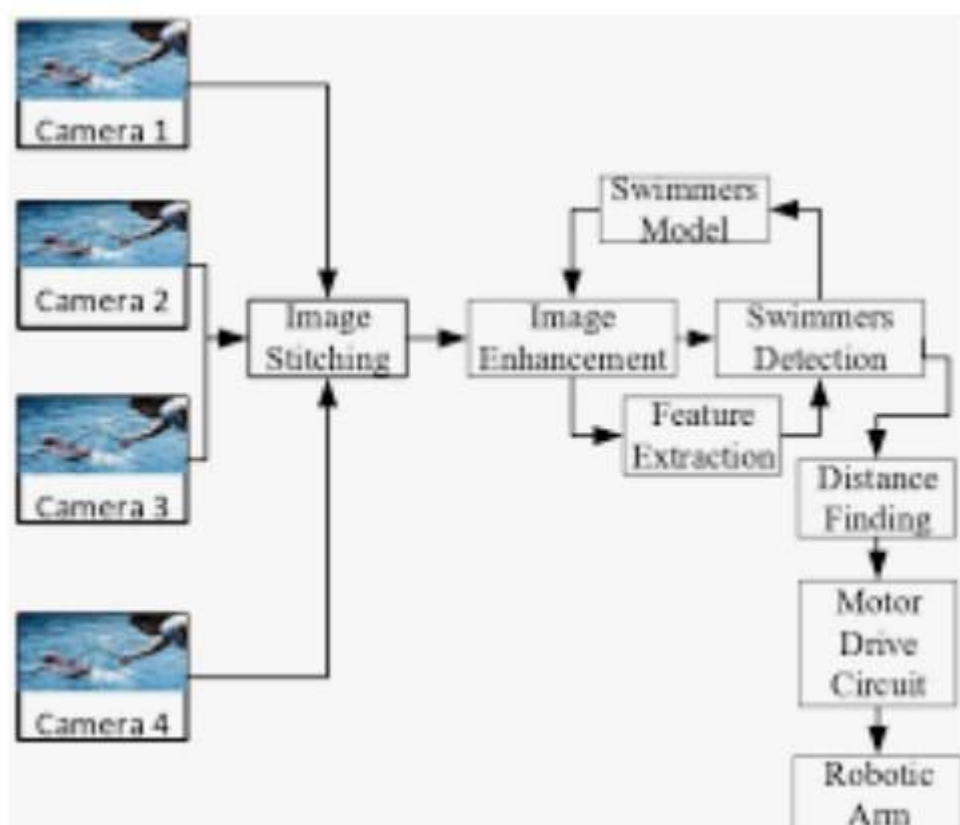 Camera 1
Camera 2
Camera 3
Camera 4
Image
Stitching
Image
Enhancement
Swimmers
Model
Swimmers
Detection
Feature
Extraction
Distance
Finding
Motor
Drive
Circuit
Robotic
Arm